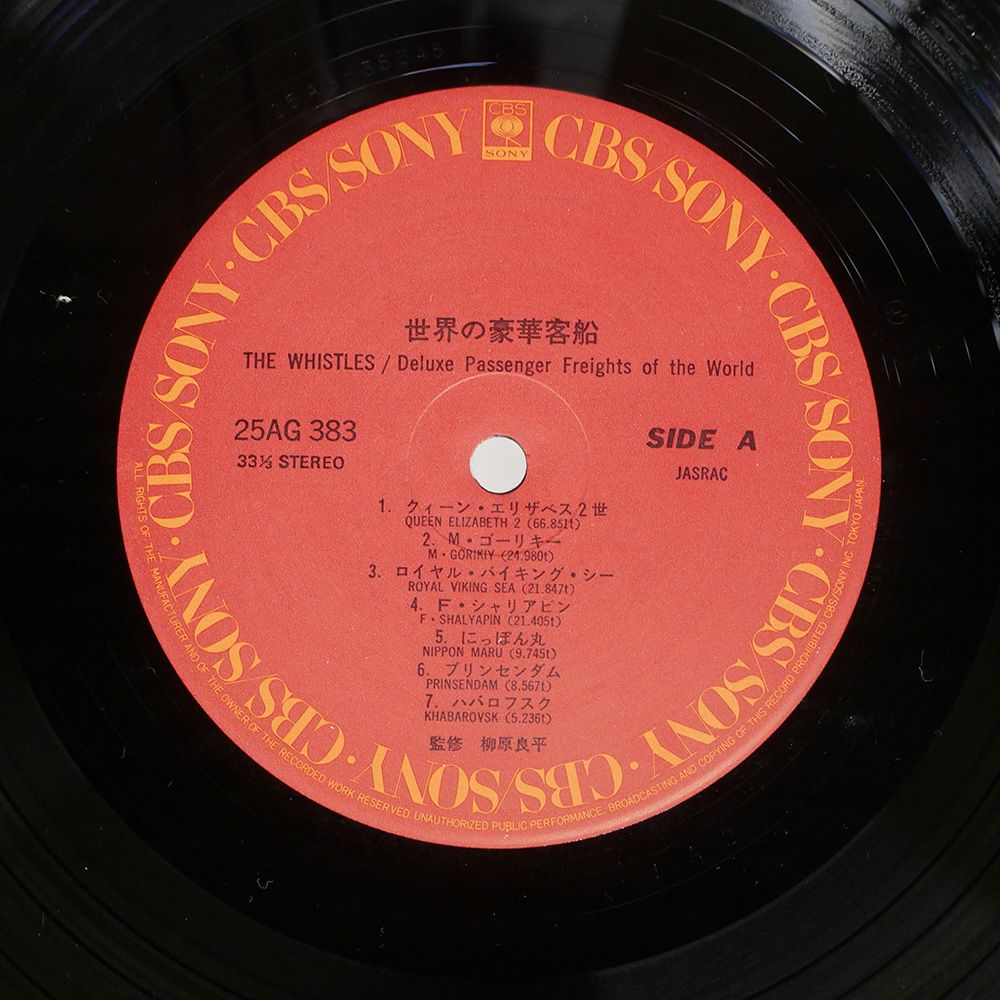 25A 383A5
CBS
SONY
CBS/SONY · CBS/SONY · CBS/SONY · CBS/SONY · CBS/SONY · CBS/SONY · CBS/SONY · CBS/SONY
世界の豪華客船
THE WHISTLES / Deluxe Passenger Freights of the World
25AG 383
SIDE A
33⅓ STEREO
JASRAC
1. クィーン・エリザベス2世
QUEEN ELIZABETH 2 (66.851t)
2. M・ゴーリキー
M・GORIKIY (24.980t)
3. ロイヤル・バイキング・シー
ROYAL VIKING SEA (21.847t)
4. F・シャリアピン
F・SHALYAPIN (21.405t)
5. にっぽん丸
NIPPON MARU (9.745t)
6. プリンセンダム
PRINSENDAM (8.567t)
7. ハバロフスク
KHABAROVSK (5.236t)
監修 柳原良平
ALL RIGHTS OF THE MANUFACTURER AND OF THE OWNER OF THE RECORDED WORK RESERVED. UNAUTHORIZED PUBLIC PERFORMANCE, BROADCASTING AND COPYING OF THIS RECORD PROHIBITED CBS/SONY INC. TOKYO JAPAN.